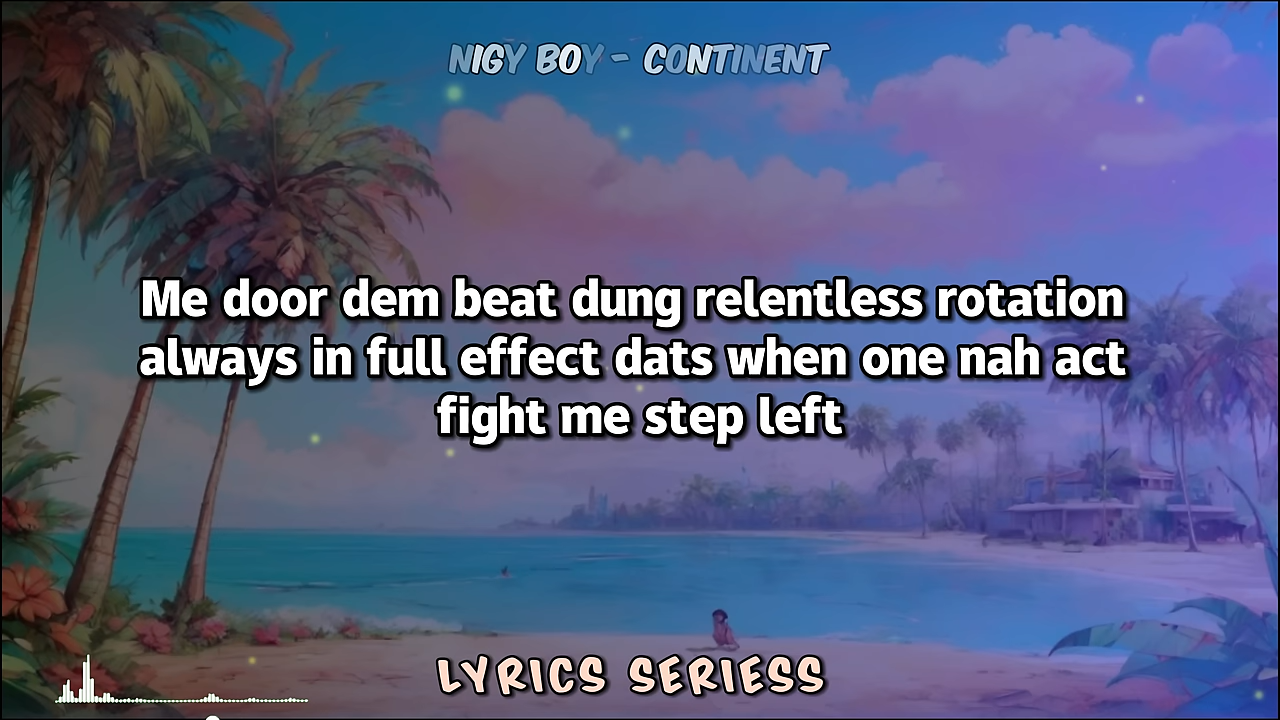 NIGY BOY - CONTINENT
Me door dem beat dung relentless rotation
always in full effect dats when one nah act
fight me step left
LYRICS SERIESS